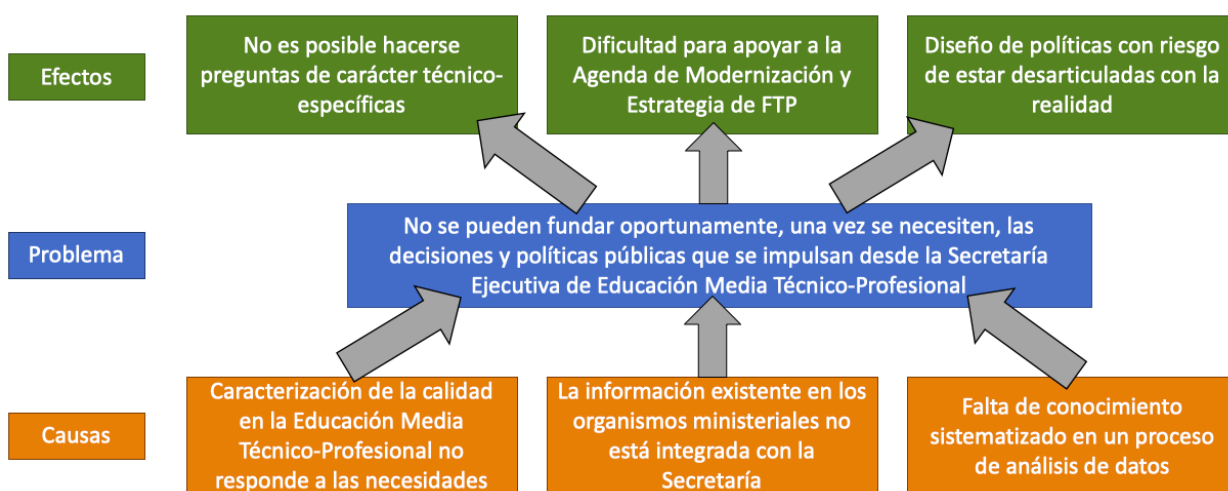 Efectos
No es posible hacerse
preguntas de carácter técnico-
específicas
Dificultad para apoyar a la
Agenda de Modernización y
Estrategia de FTP
Diseño de políticas con riesgo
de estar desarticuladas con la
realidad
Problema
No se pueden fundar oportunamente, una vez se necesiten, las
decisiones y políticas públicas que se impulsan desde la Secretaría
Ejecutiva de Educación Media Técnico-Profesional
Causas
Caracterización de la calidad
en la Educación Media
Técnico-Profesional no
responde a las necesidades
La información existente en los
organismos ministeriales no
está integrada con la
Secretaría
Falta de conocimiento
sistematizado en un proceso
de análisis de datos